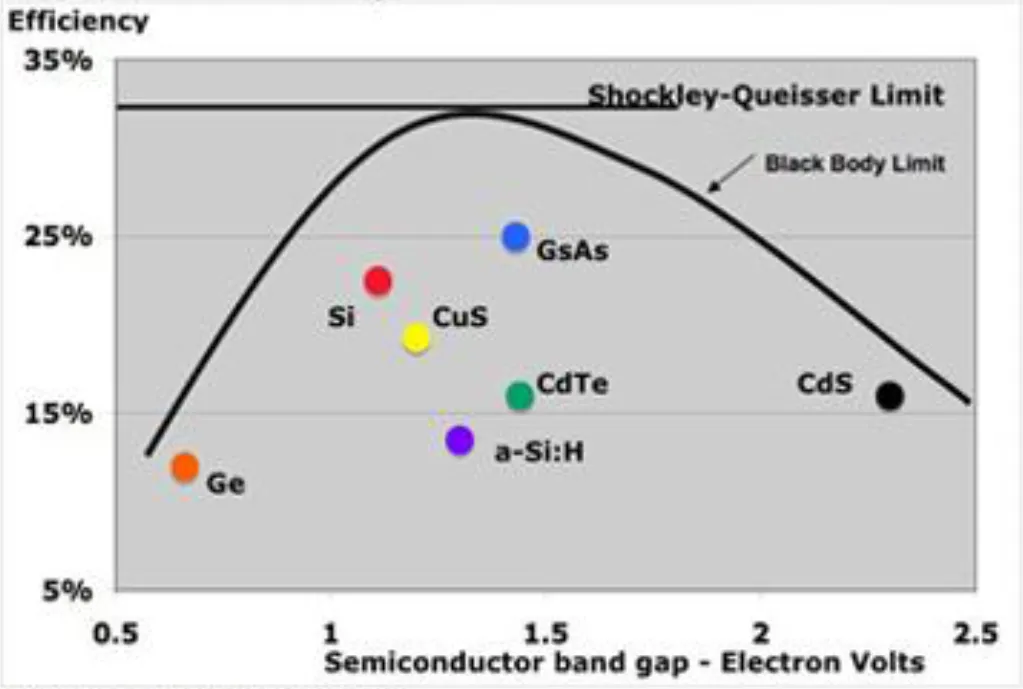 Efficiency
35%
Shockley-Queisser Limit
Black Body Limit
25%
GsAs
Si
CuS
CdTe
CdS
15%
a-Si:H
Ge
5%
0.5 1 1.5 2 2.5
Semiconductor band gap - Electron Volts